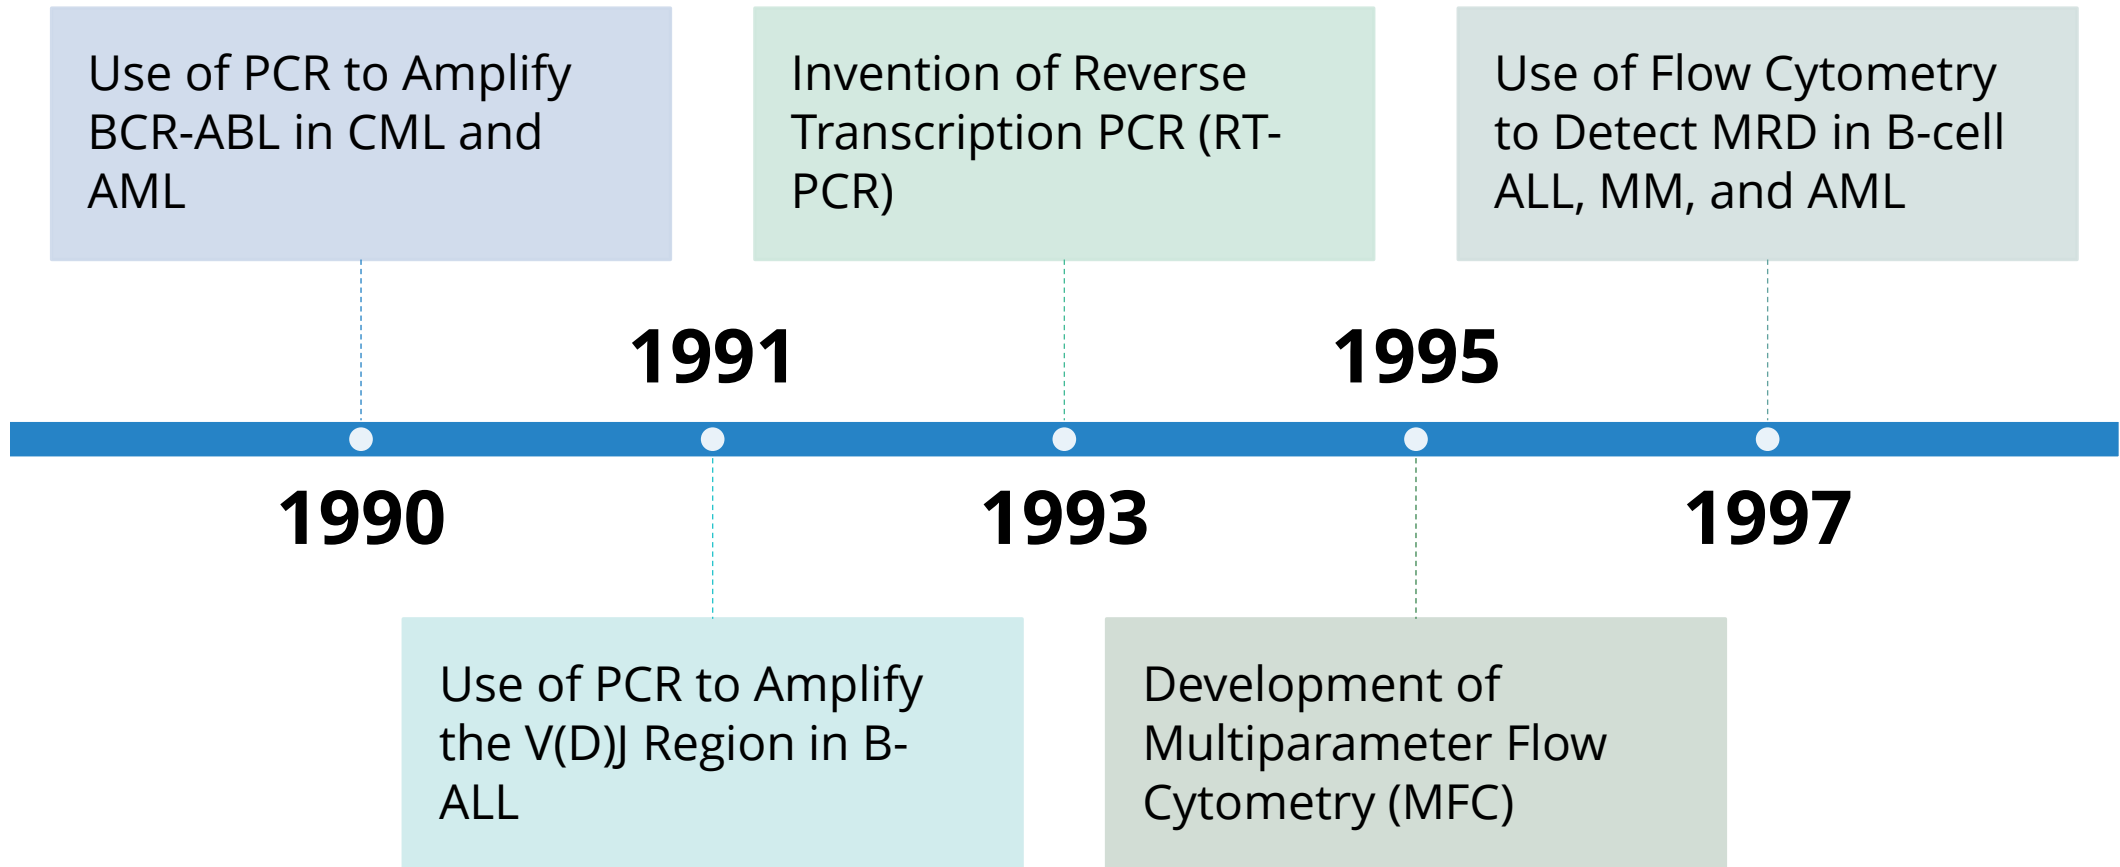 Use of PCR to Amplify
BCR-ABL in CML and
AML
Invention of Reverse
Transcription PCR (RT-
PCR)
Use of Flow Cytometry
to Detect MRD in B-cell
ALL, MM, and AML
1991
1995
1990
1993
1997
Use of PCR to Amplify
the V(D)J Region in B-
ALL
Development of
Multiparameter Flow
Cytometry (MFC)